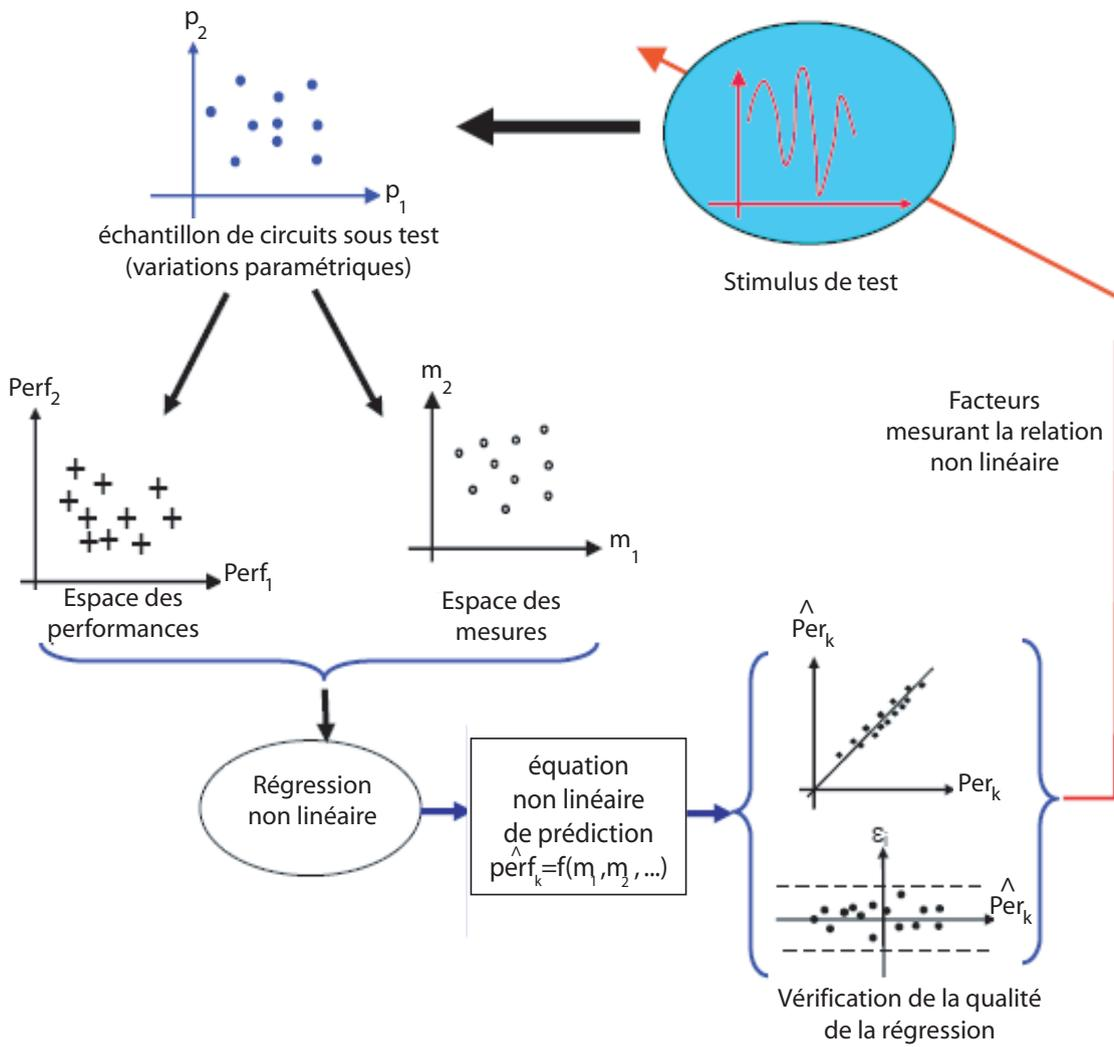 p2
p1
échantillon de circuits sous test
(variations paramétriques)
Stimulus de test
Perf2
Perf1
Espace des
performances
m2
m1
Espace des
mesures
Facteurs
mesurant la relation
non linéaire
Régression
non linéaire
équation
non linéaire
de prédiction
perf̂k=f(m1,m2, ...)
^
Perk
Perk
εi
^
Perk
Vérification de la qualité
de la régression